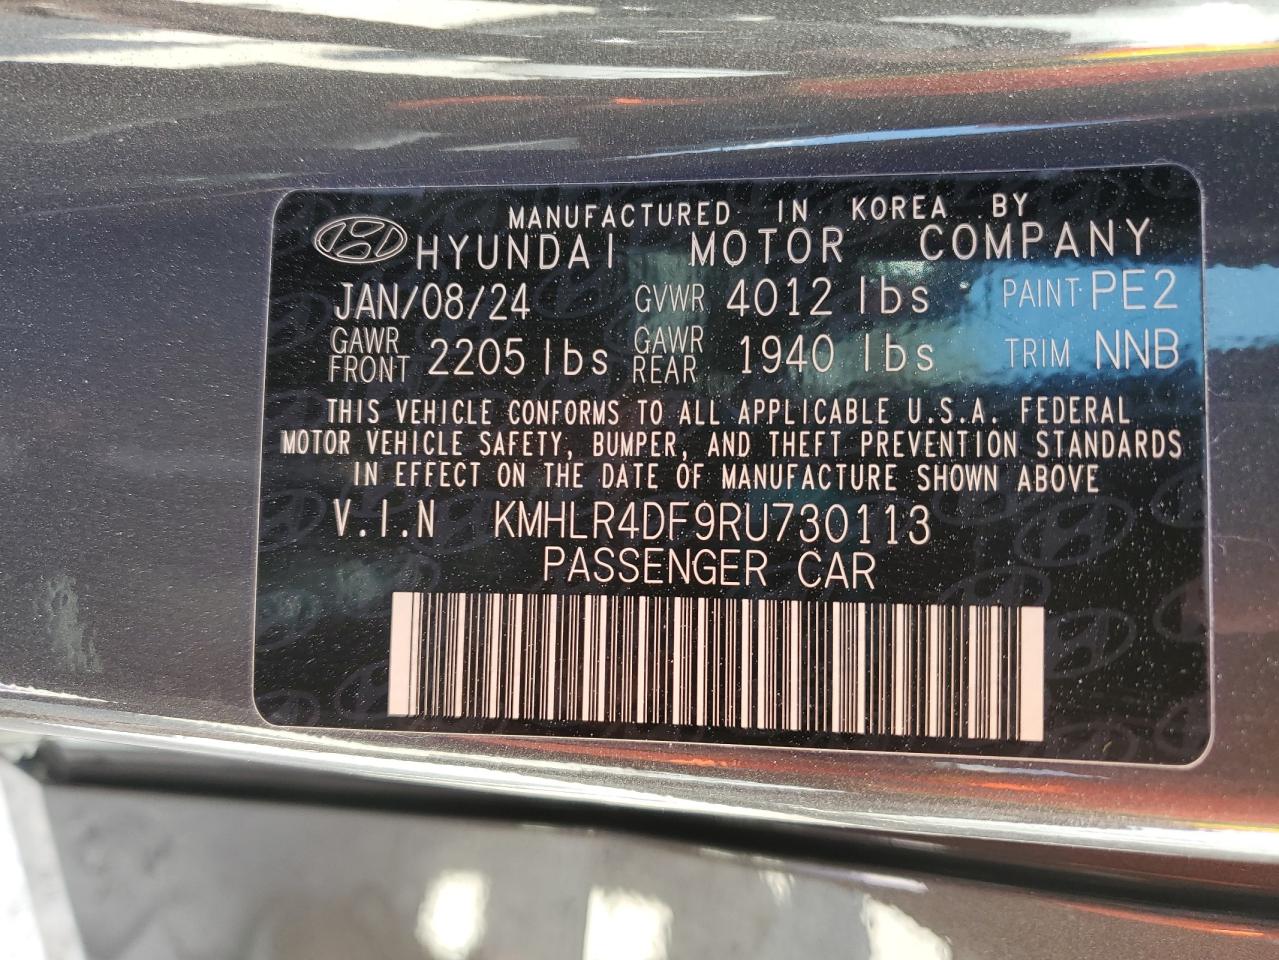 MANUFACTURED IN KOREA BY
HYUNDAI MOTOR COMPANY
JAN/08/24 GVWR 4012 lbs PAINT PE2
GAWR FRONT 2205 lbs GAWR REAR 1940 lbs TRIM NNB
THIS VEHICLE CONFORMS TO ALL APPLICABLE U.S.A. FEDERAL
MOTOR VEHICLE SAFETY, BUMPER, AND THEFT PREVENTION STANDARDS
IN EFFECT ON THE DATE OF MANUFACTURE SHOWN ABOVE
V.I.N KMHLR4DF9RU730113
PASSENGER CAR